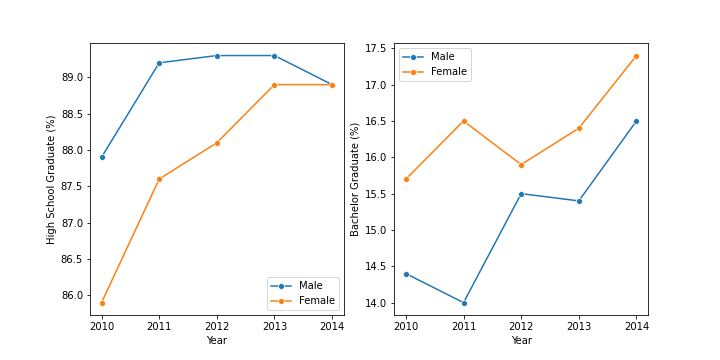 High School Graduate (%)
89.0
88.5
88.0
87.5
87.0
86.5
86.0
Male
Female
2010 2011 2012 2013 2014
Year
Bachelor Graduate (%)
17.5
17.0
16.5
16.0
15.5
15.0
14.5
14.0
Male
Female
2010 2011 2012 2013 2014
Year